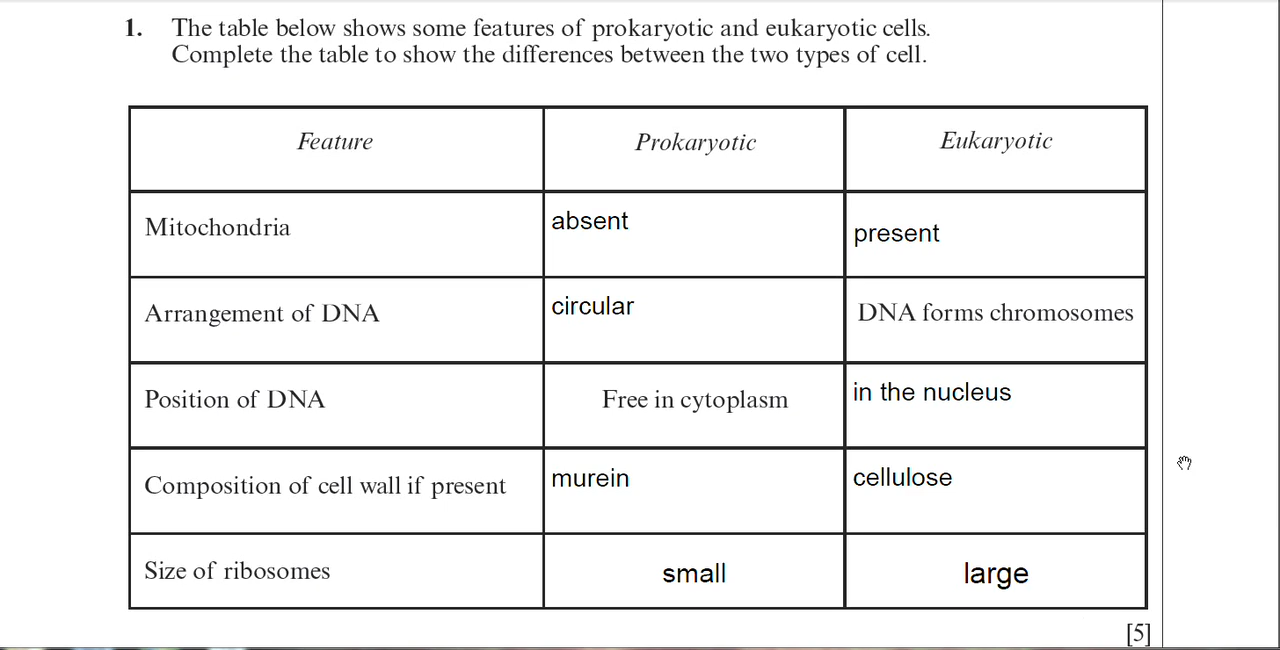 1. The table below shows some features of prokaryotic and eukaryotic cells.
Complete the table to show the differences between the two types of cell.
Feature Prokaryotic Eukaryotic
Mitochondria absent present
Arrangement of DNA circular DNA forms chromosomes
Position of DNA Free in cytoplasm in the nucleus
Composition of cell wall if present murein cellulose
Size of ribosomes small large
[5]